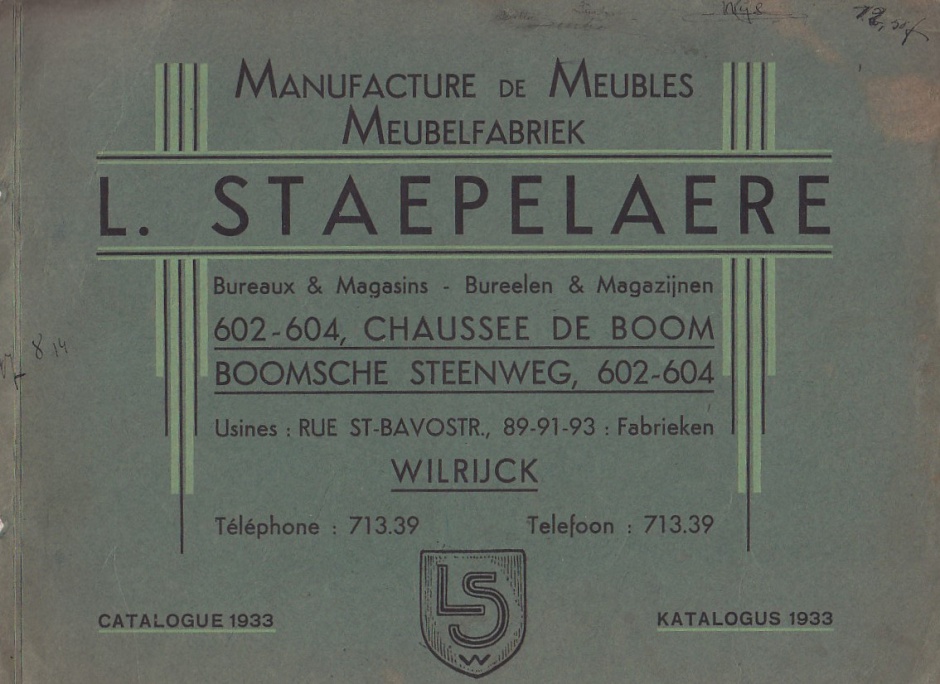 MANUFACTURE DE MEUBLES
MEUBELFABRIEK
L. STAEPELAERE
Bureaux & Magasins - Bureelen & Magazijnen
602-604, CHAUSSEE DE BOOM
BOOMSCHE STEENWEG, 602-604
Usines : RUE ST-BAVOSTR., 89-91-93 : Fabrieken
WILRIJCK
Téléphone : 713.39 Telefoon : 713.39
LS
W
CATALOGUE 1933 KATALOGUS 1933